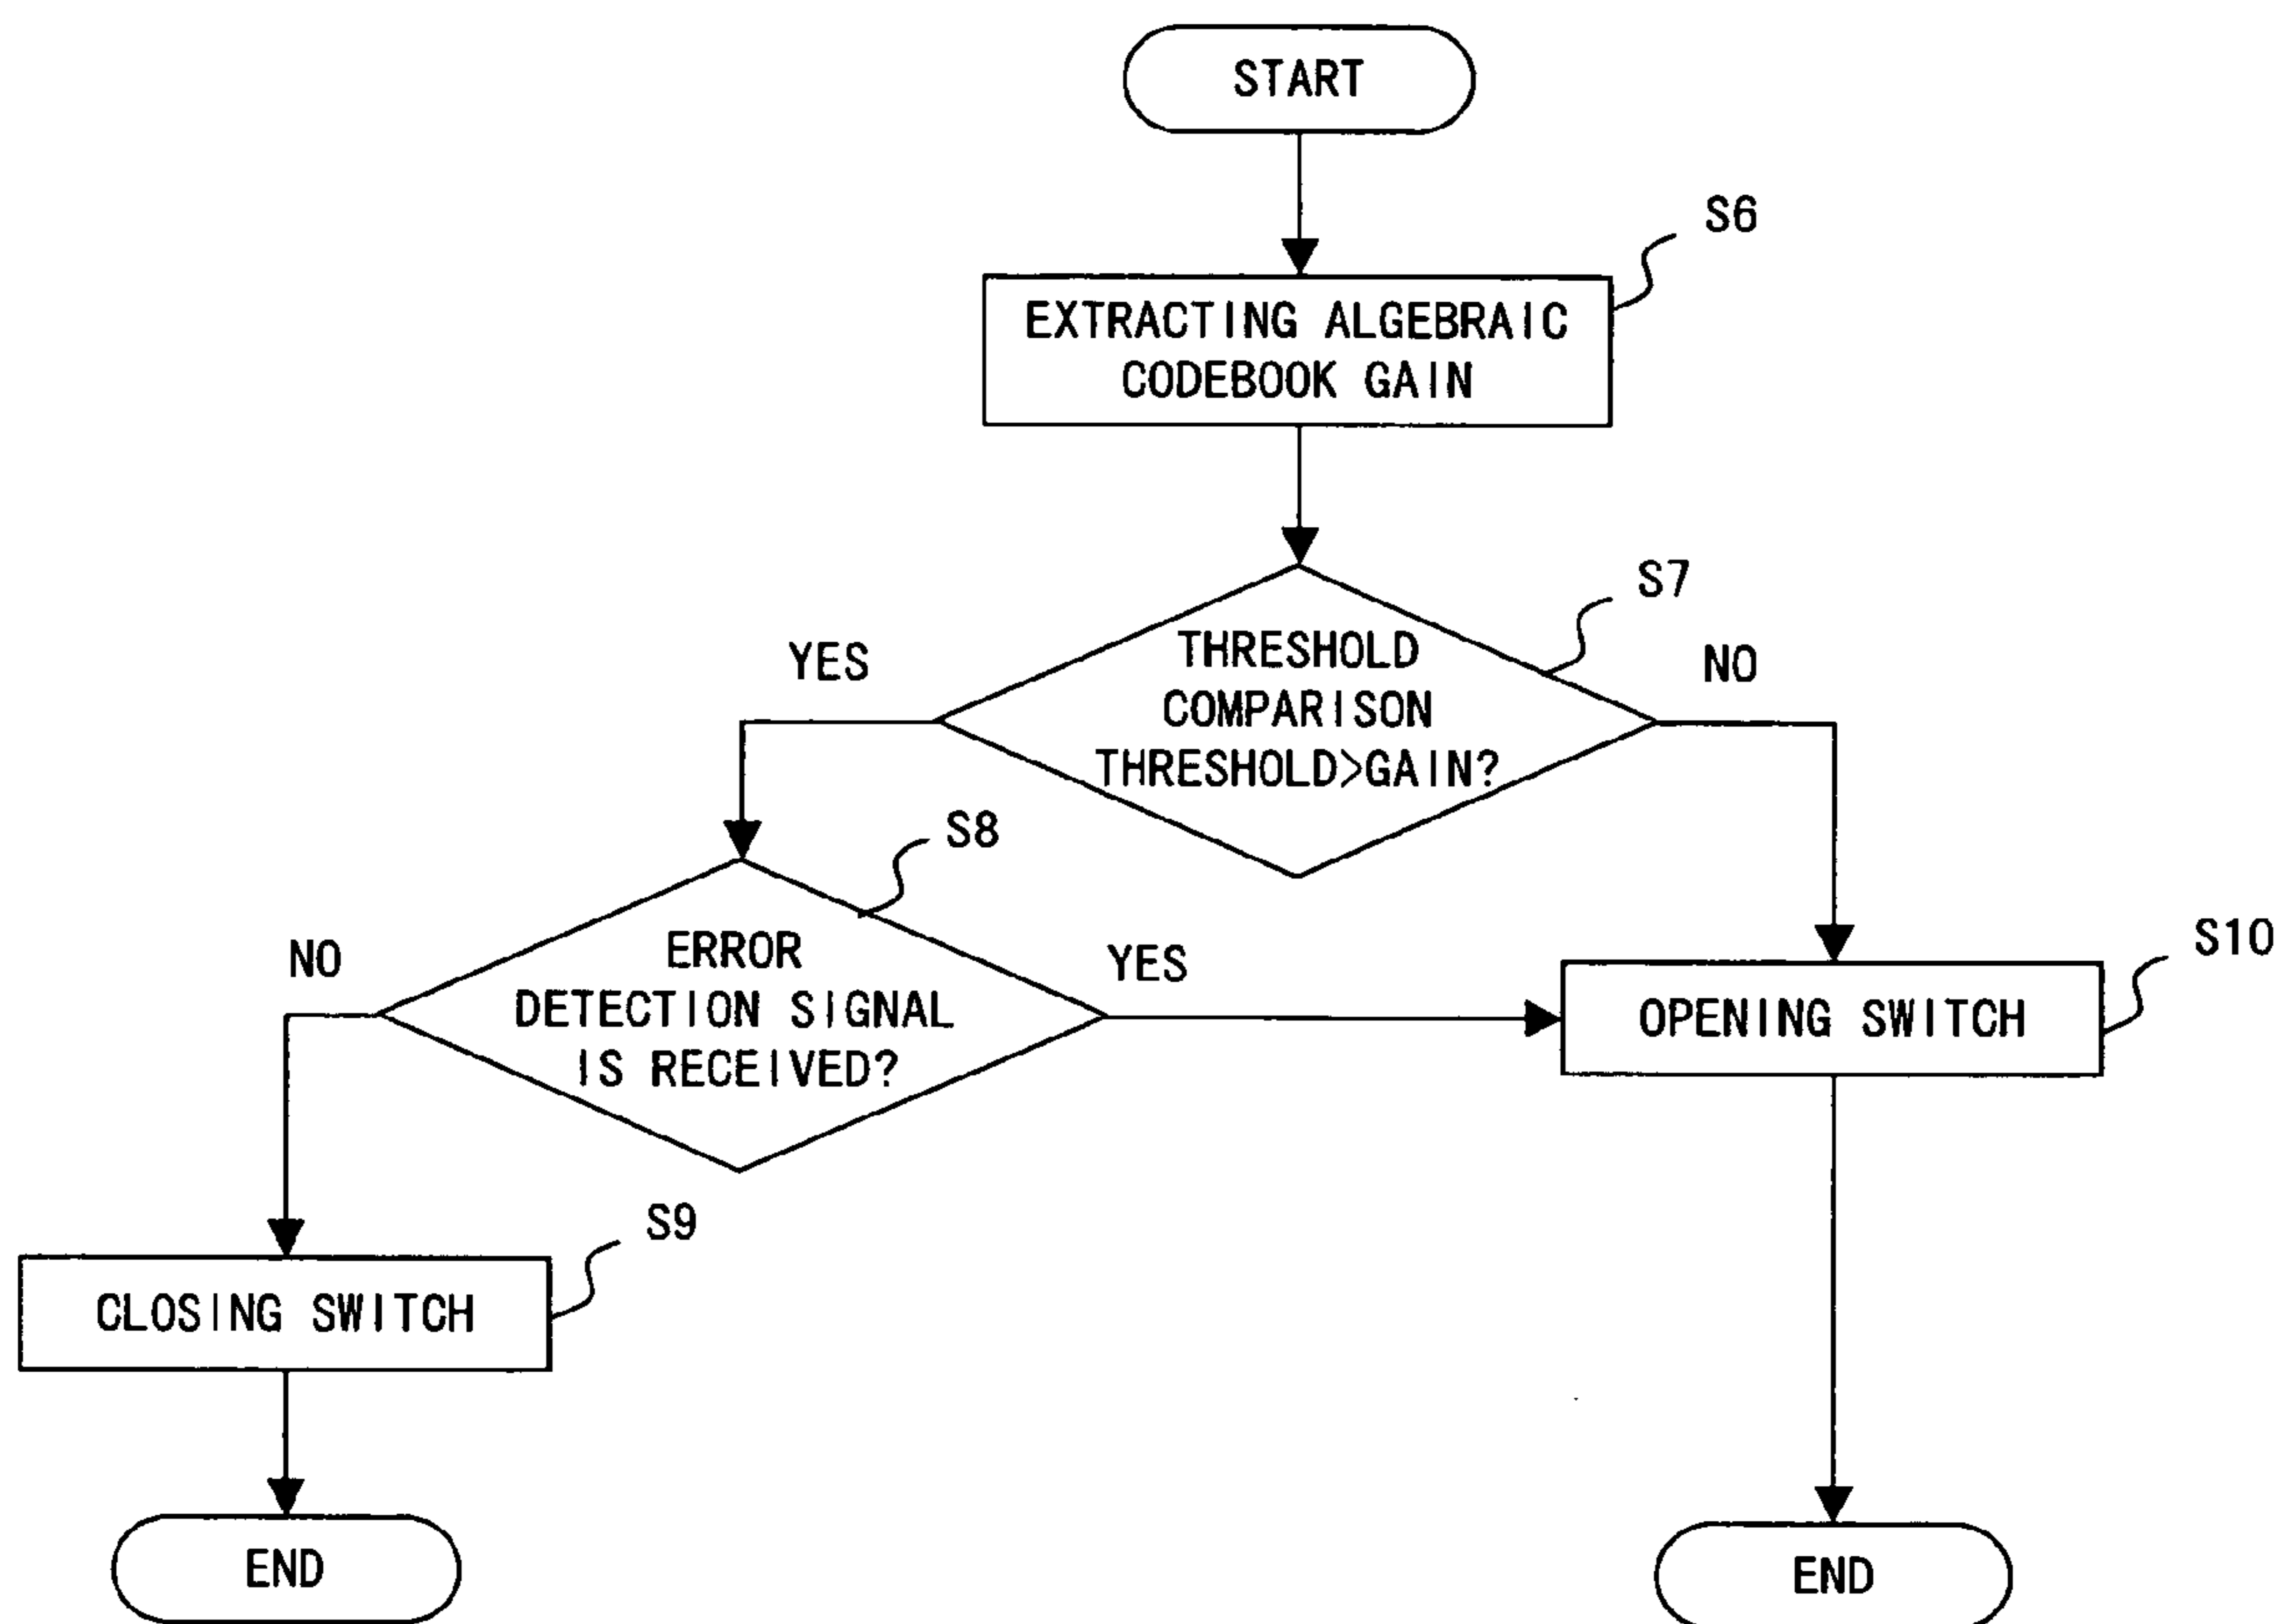 START
S6
EXTRACTING ALGEBRAIC
CODEBOOK GAIN
S7
YES
THRESHOLD
NO
COMPARISON
THRESHOLD>GAIN?
S8
NO
ERROR
YES
S10
DETECTION SIGNAL
OPENING SWITCH
IS RECEIVED?
S9
CLOSING SWITCH
END
END